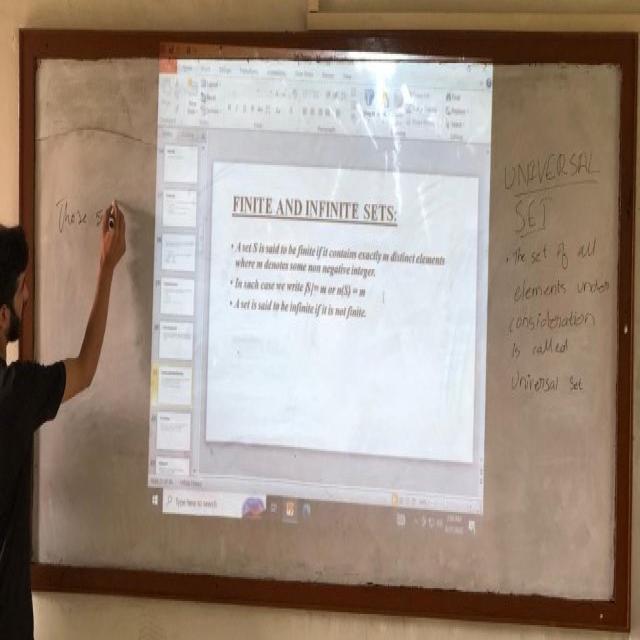 Those s
FINITE AND INFINITE SETS:
• A set S is said to be finite if it contains exactly m distinct elements
where m denotes some non negative integer.
• In such case we write |S|= m or n(S) = m
• A set is said to be infinite if it is not finite.
Type here to search
UNIVERSAL
SET
• The set of all
elements under
consideration
is called
Universal set